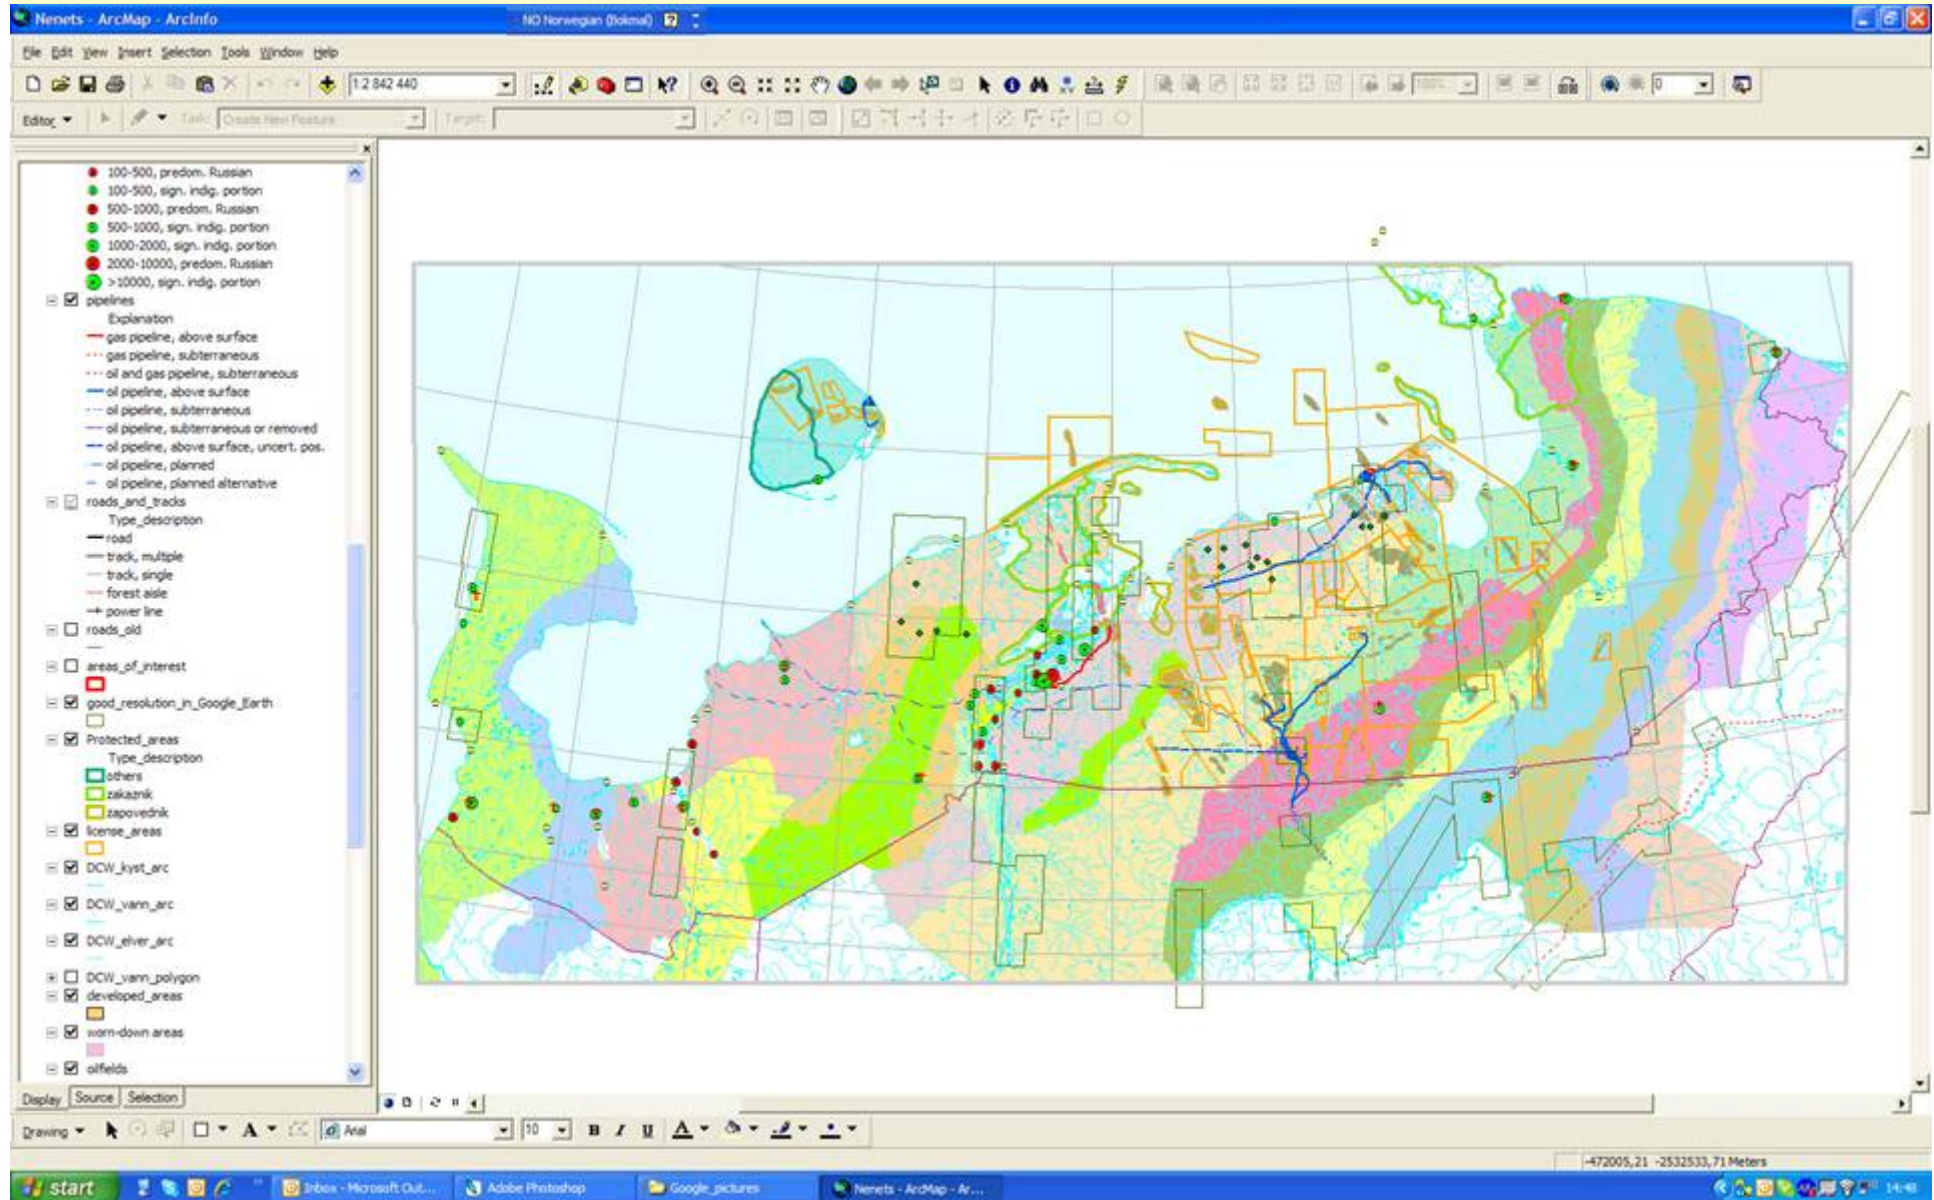 Nenets - ArcMap - ArcInfo
NO Norwegian (Bokmal)
File Edit View Insert Selection Tools Window Help
1:2 842 440
100%
0
Editor
Task: Create New Feature
Target:
100-500, predom. Russian
100-500, sign. indig. portion
500-1000, predom. Russian
500-1000, sign. indig. portion
1000-2000, sign. indig. portion
2000-10000, predom. Russian
>10000, sign. indig. portion
pipelines
Explanation
gas pipeline, above surface
gas pipeline, subterraneous
oil and gas pipeline, subterraneous
oil pipeline, above surface
oil pipeline, subterraneous
oil pipeline, subterraneous or removed
oil pipeline, above surface, uncert. pos.
oil pipeline, planned
oil pipeline, planned alternative
roads_and_tracks
Type_description
road
track, multiple
track, single
forest aisle
power line
roads_old
areas_of_interest
good_resolution_in_Google_Earth
Protected_areas
Type_description
others
zakaznik
zapovednik
license_areas
DCW_kyst_arc
DCW_vann_arc
DCW_elver_arc
DCW_vann_polygon
developed_areas
worn-down areas
oilfields
Display Source Selection
Drawing
A
Arial
10
B I U A
-472005,21 -2532533,71 Meters
start
Inbox - Microsoft Out...
Adobe Photoshop
Google_pictures
Nenets - ArcMap - Ar...
14:48